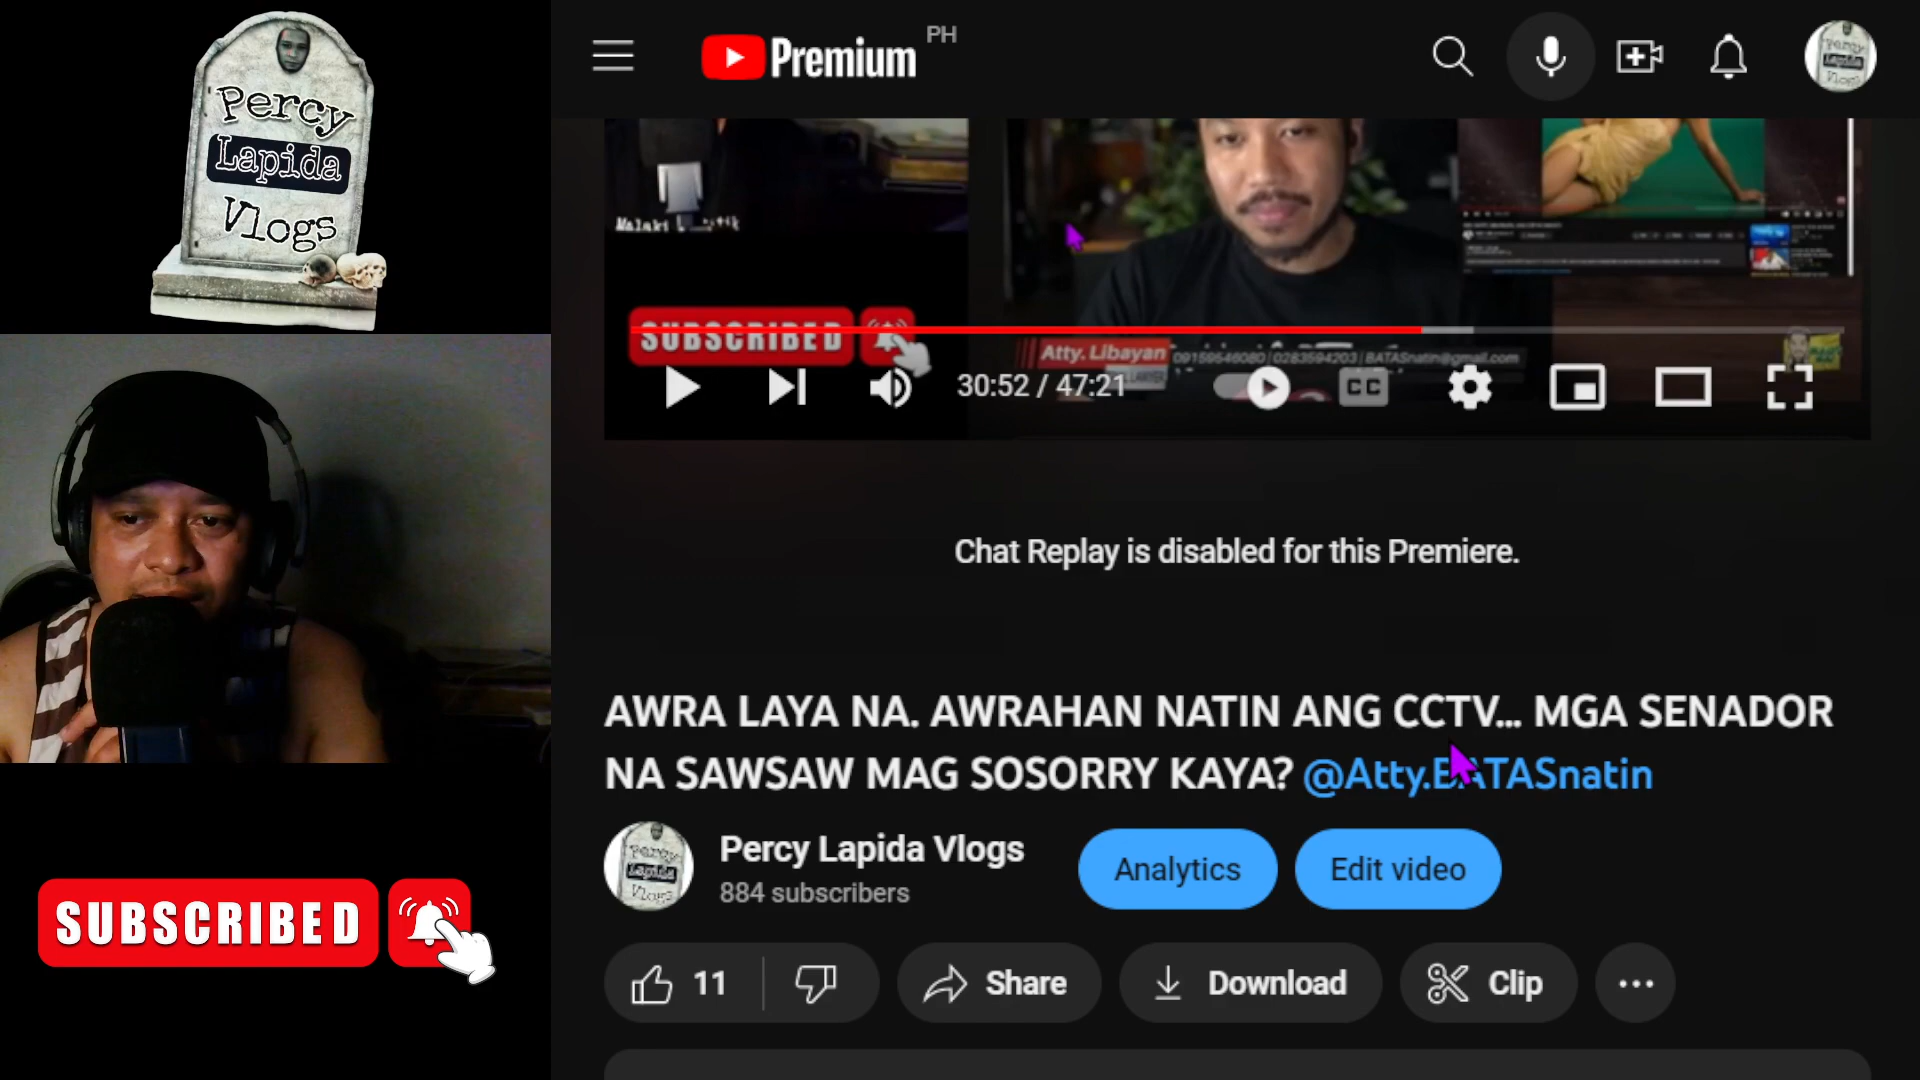 Percy
Lapida
Vlogs
SUBSCRIBED
Premium PH
SUBSCRIBED
Atty. Libayan 09159546080 | 0283594203 | BATASnatin@gmail.com
30:52 / 47:21
CC
Chat Replay is disabled for this Premiere.
AWRA LAYA NA. AWRAHAN NATIN ANG CCTV... MGA SENADOR
NA SAWSAW MAG SOSORRY KAYA? @Atty.BATASnatin
Percy Lapida Vlogs
884 subscribers
Analytics
Edit video
11
Share
Download
Clip